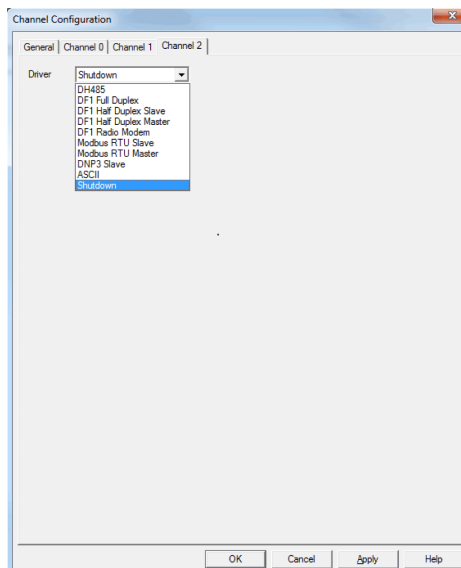 Channel Configuration
General Channel 0 Channel 1 Channel 2
Driver Shutdown
DH485
DF1 Full Duplex
DF1 Half Duplex Slave
DF1 Half Duplex Master
DF1 Radio Modem
Modbus RTU Slave
Modbus RTU Master
DNP3 Slave
ASCII
Shutdown
OK Cancel Apply Help